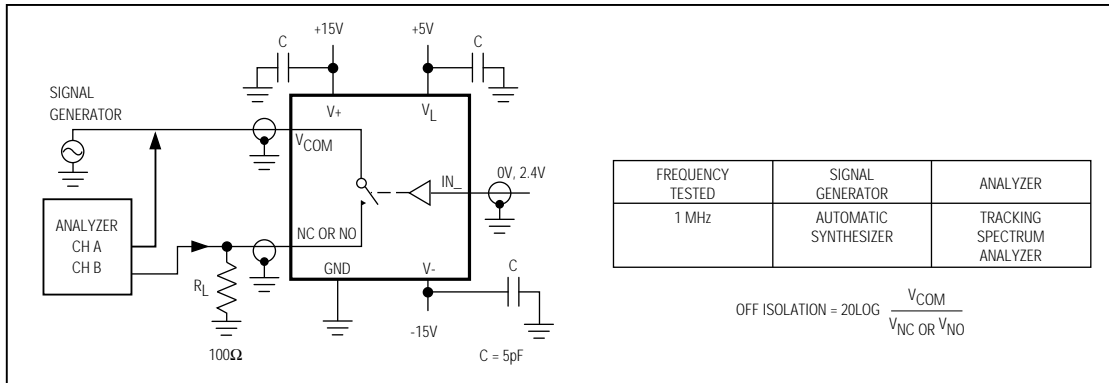 +15V
+5V
C
C
SIGNAL
GENERATOR
V+
VL
VCOM
IN_
0V, 2.4V
ANALYZER
CH A
CH B
NC OR NO
GND
V-
C
RL
-15V
100Ω
C = 5pF
FREQUENCY TESTED
SIGNAL GENERATOR
ANALYZER
1 MHz
AUTOMATIC SYNTHESIZER
TRACKING SPECTRUM ANALYZER
OFF ISOLATION = 20LOG VCOM / VNC OR VNO